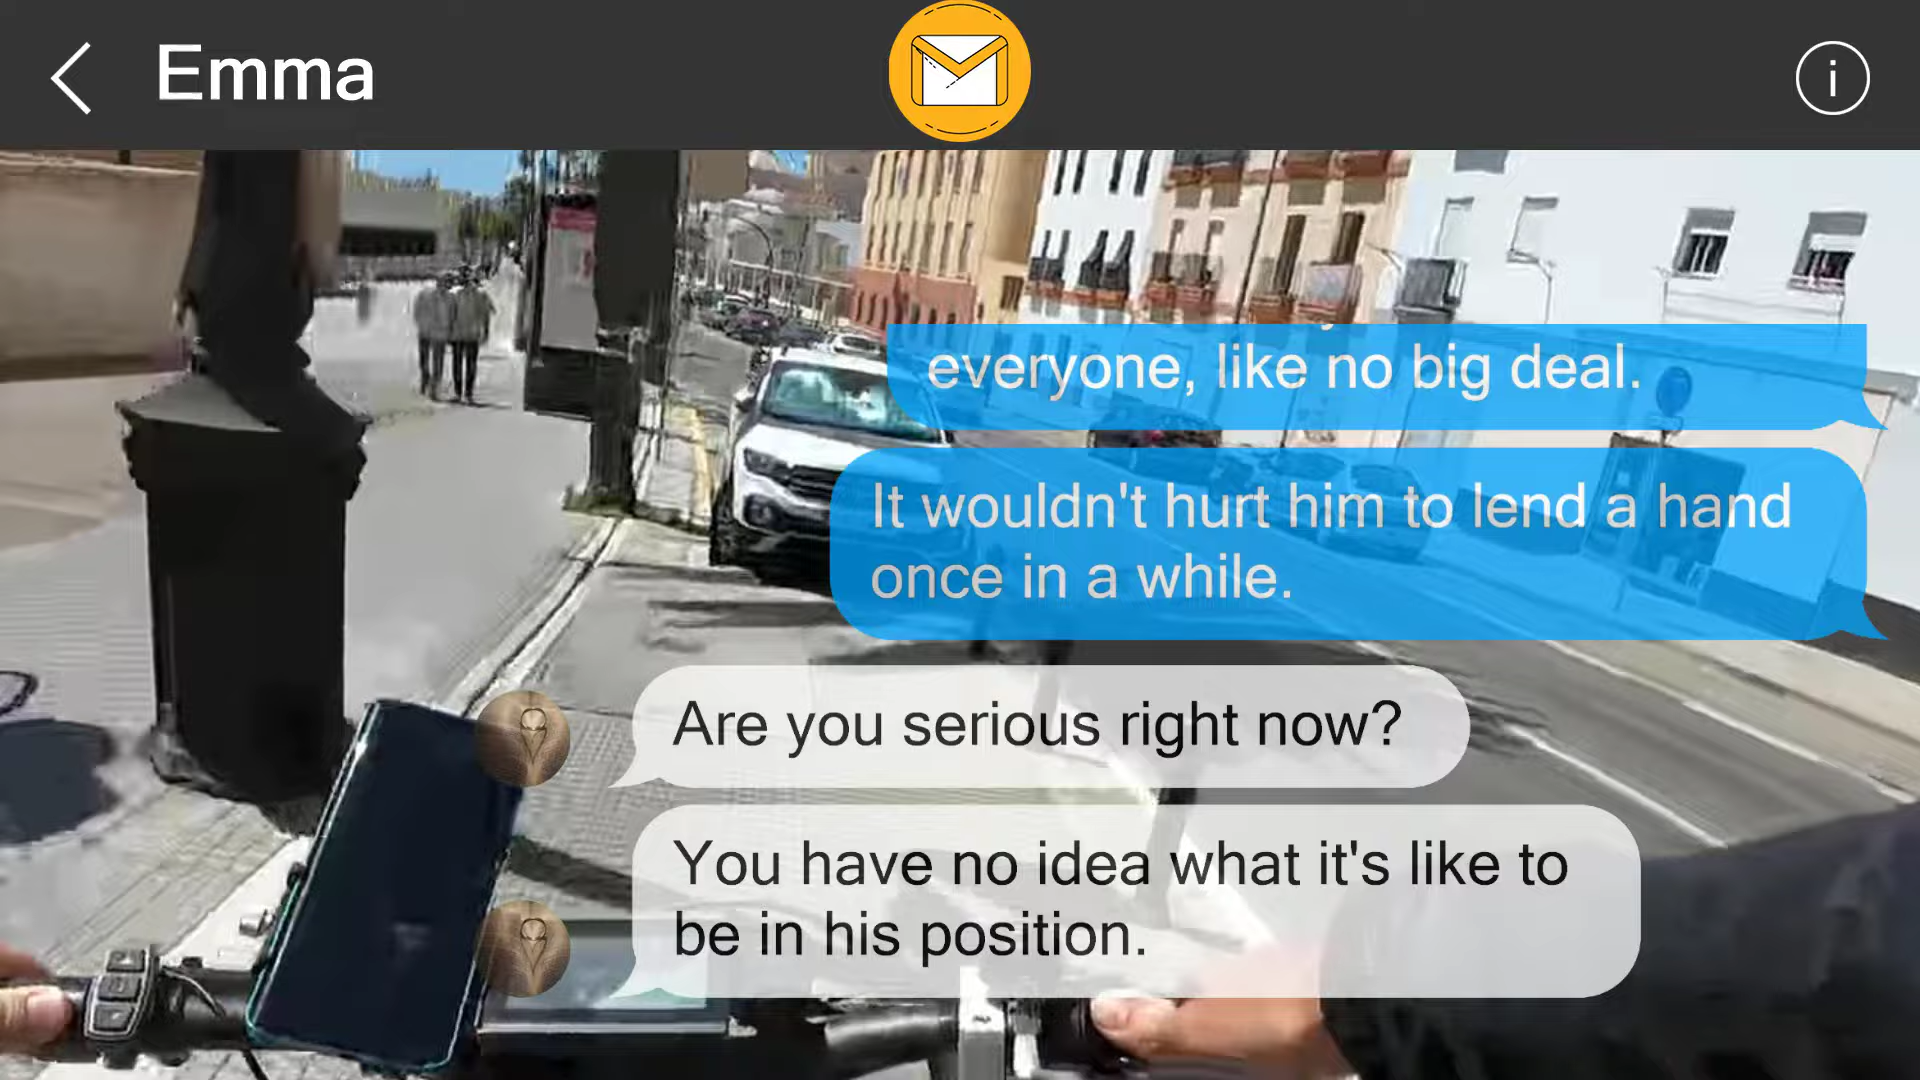 Emma
everyone, like no big deal.
It wouldn't hurt him to lend a hand
once in a while.
Are you serious right now?
You have no idea what it's like to
be in his position.